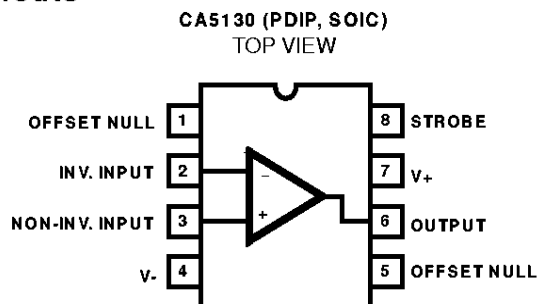 CA5130 (PDIP, SOIC)
TOP VIEW
OFFSET NULL 1 8 STROBE
INV. INPUT 2 - 7 V+
NON-INV. INPUT 3 + 6 OUTPUT
V- 4 5 OFFSET NULL